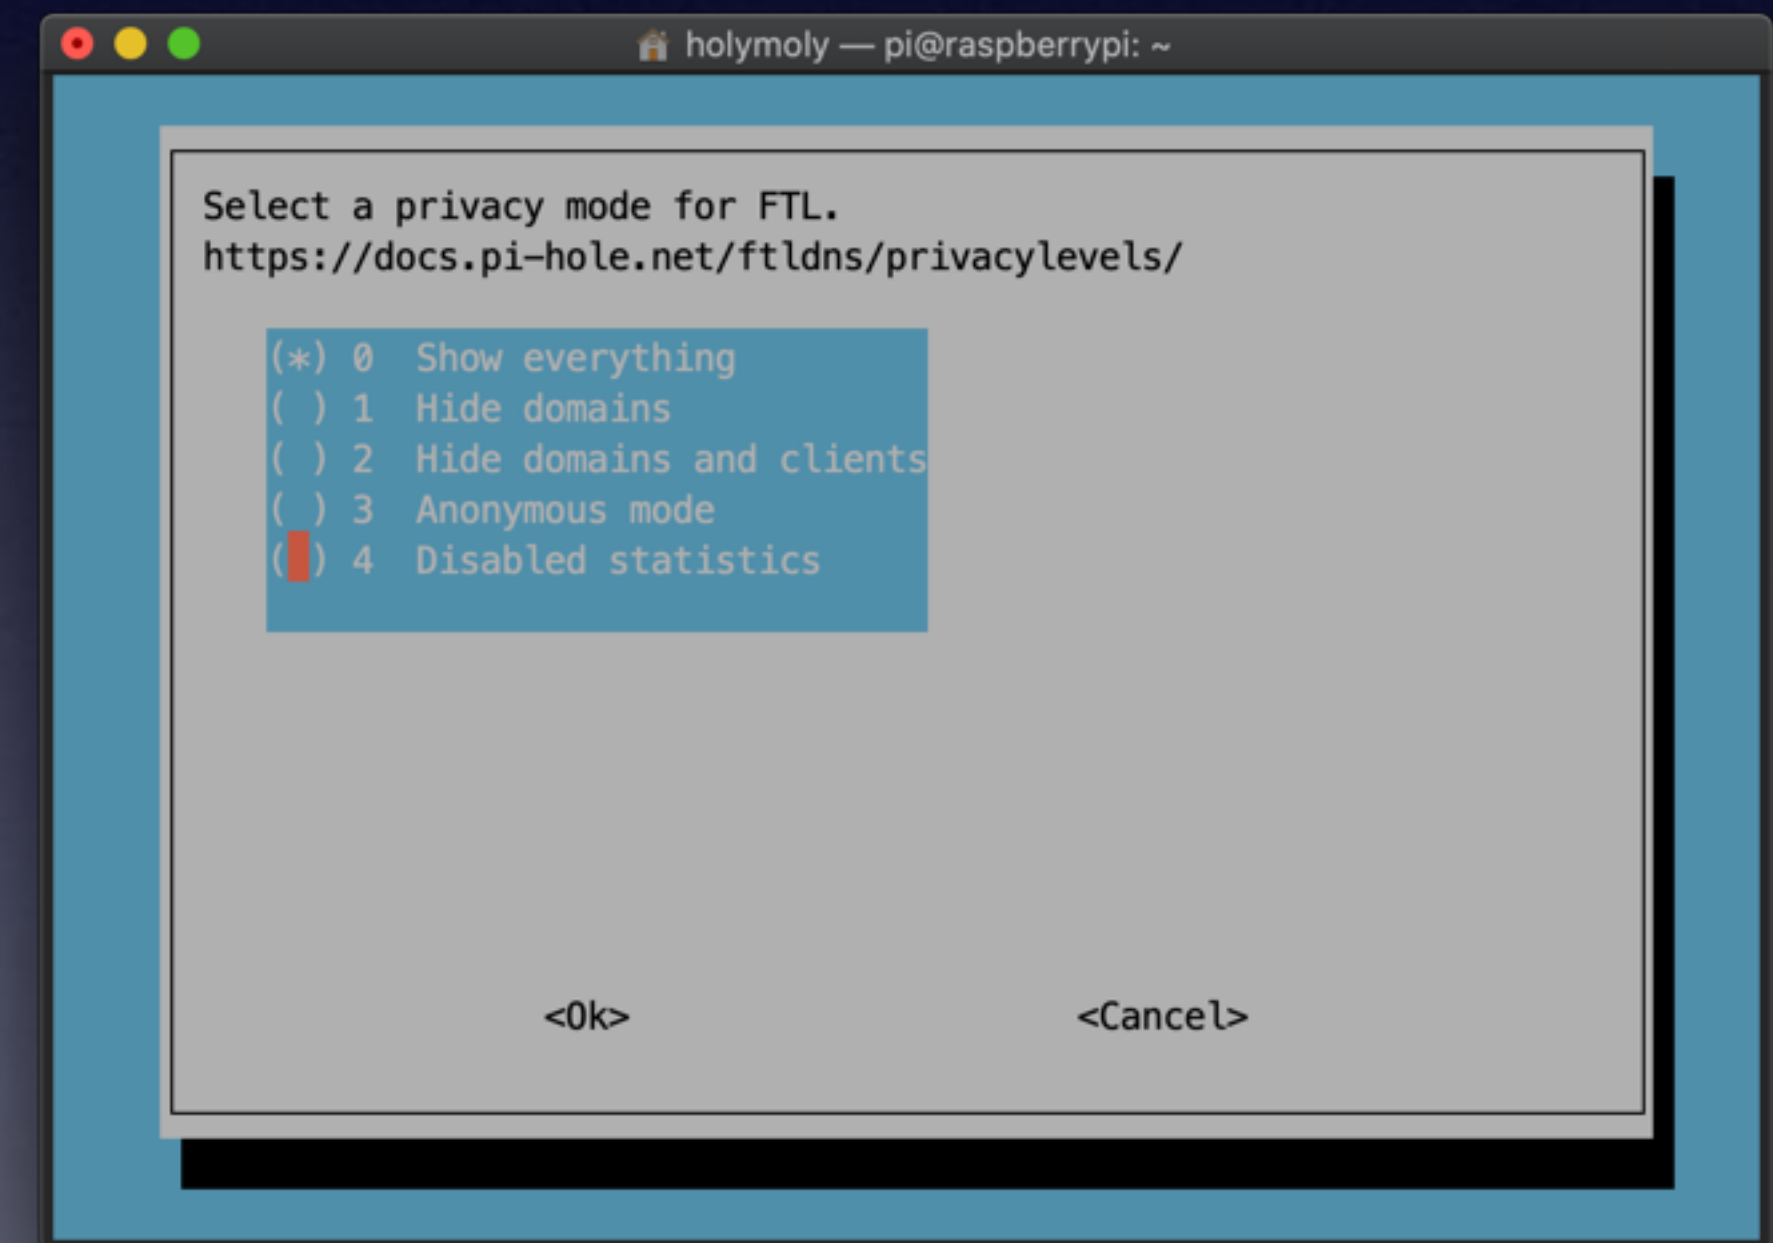 holymoly — pi@raspberrypi: ~
Select a privacy mode for FTL.
https://docs.pi-hole.net/ftldns/privacylevels/
(*) 0  Show everything
( ) 1  Hide domains
( ) 2  Hide domains and clients
( ) 3  Anonymous mode
( ) 4  Disabled statistics
<Ok> <Cancel>